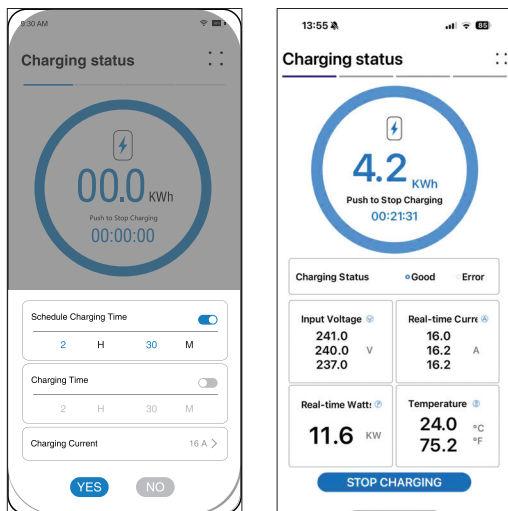 9:30 AM
Charging status
00.0 KWh
Push to Stop Charging
00:00:00
Schedule Charging Time
2 H 30 M
Charging Time
2 H 30 M
Charging Current 16 A >
YES NO
13:55 85
Charging status
4.2 KWh
Push to Stop Charging
00:21:31
Charging Status Good Error
Input Voltage V Real-time Curre A
241.0 16.0
240.0 V 16.2 A
237.0 16.2
Real-time Watts P Temperature
11.6 KW 24.0 °C
75.2 °F
STOP CHARGING